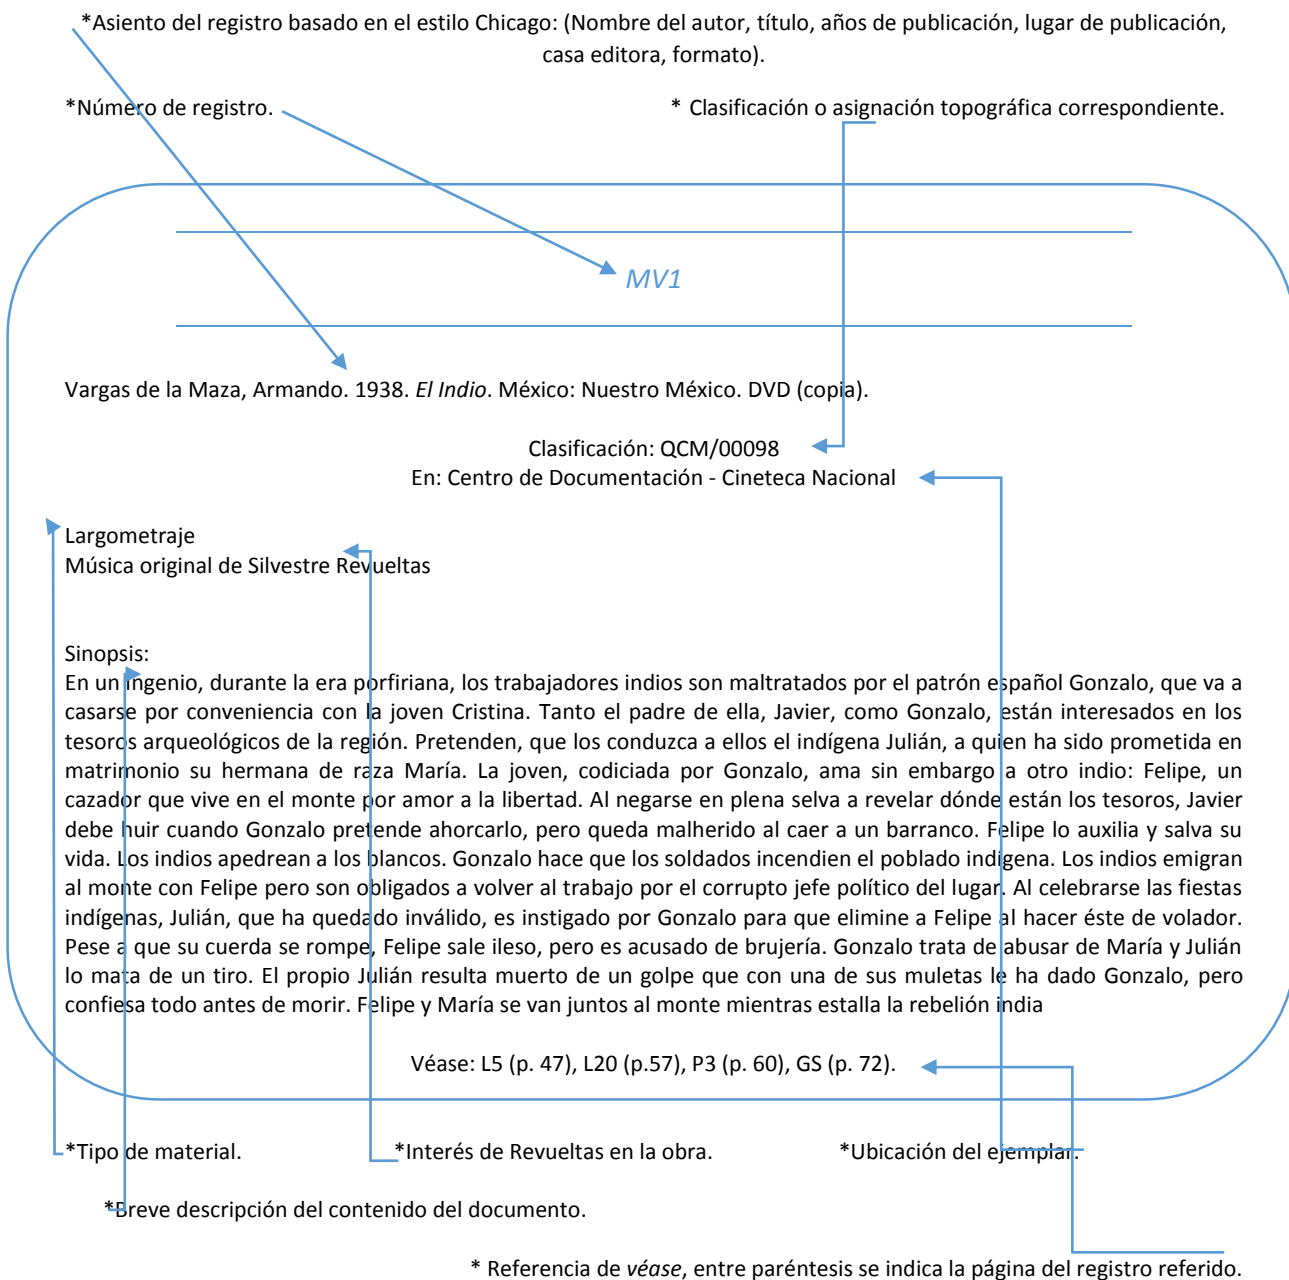 *Asiento del registro basado en el estilo Chicago: (Nombre del autor, título, años de publicación, lugar de publicación,
casa editora, formato).
*Número de registro.
* Clasificación o asignación topográfica correspondiente.
MV1
Vargas de la Maza, Armando. 1938. El Indio. México: Nuestro México. DVD (copia).
Clasificación: QCM/00098
En: Centro de Documentación - Cineteca Nacional
Largometraje
Música original de Silvestre Revueltas
Sinopsis:
En un ingenio, durante la era porfiriana, los trabajadores indios son maltratados por el patrón español Gonzalo, que va a
casarse por conveniencia con la joven Cristina. Tanto el padre de ella, Javier, como Gonzalo, están interesados en los
tesoros arqueológicos de la región. Pretenden, que los conduzca a ellos el indígena Julián, a quien ha sido prometida en
matrimonio su hermana de raza María. La joven, codiciada por Gonzalo, ama sin embargo a otro indio: Felipe, un
cazador que vive en el monte por amor a la libertad. Al negarse en plena selva a revelar dónde están los tesoros, Javier
debe huir cuando Gonzalo pretende ahorcarlo, pero queda malherido al caer a un barranco. Felipe lo auxilia y salva su
vida. Los indios apedrean a los blancos. Gonzalo hace que los soldados incendien el poblado indígena. Los indios emigran
al monte con Felipe pero son obligados a volver al trabajo por el corrupto jefe político del lugar. Al celebrarse las fiestas
indígenas, Julián, que ha quedado inválido, es instigado por Gonzalo para que elimine a Felipe al hacer éste de volador.
Pese a que su cuerda se rompe, Felipe sale ileso, pero es acusado de brujería. Gonzalo trata de abusar de María y Julián
lo mata de un tiro. El propio Julián resulta muerto de un golpe que con una de sus muletas le ha dado Gonzalo, pero
confiesa todo antes de morir. Felipe y María se van juntos al monte mientras estalla la rebelión india
Véase: L5 (p. 47), L20 (p.57), P3 (p. 60), GS (p. 72).
*Tipo de material.
*Interés de Revueltas en la obra.
*Ubicación del ejemplar.
*Breve descripción del contenido del documento.
* Referencia de véase, entre paréntesis se indica la página del registro referido.